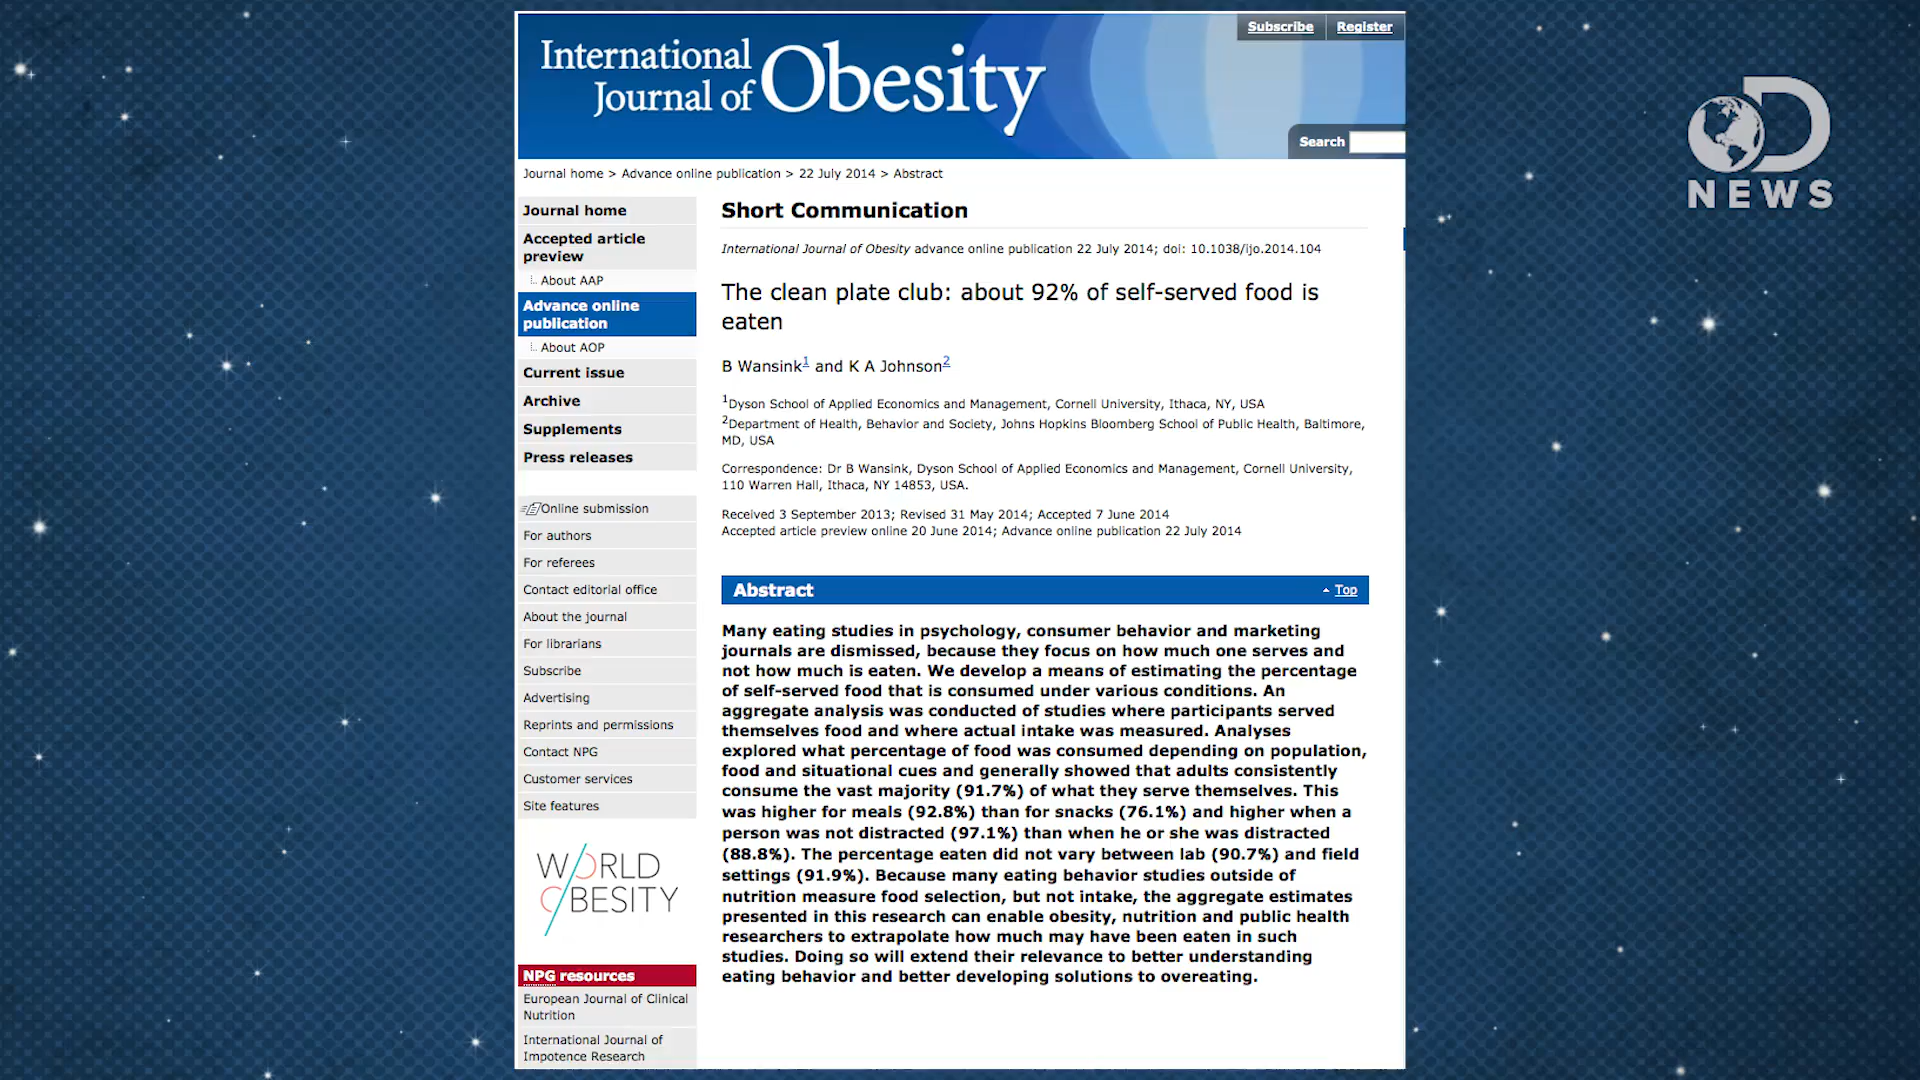 Subscribe Register
International
Journal of Obesity
Search
Journal home > Advance online publication > 22 July 2014 > Abstract
Journal home
Accepted article
preview
About AAP
Advance online
publication
About AOP
Current issue
Archive
Supplements
Press releases
Online submission
For authors
For referees
Contact editorial office
About the journal
For librarians
Subscribe
Advertising
Reprints and permissions
Contact NPG
Customer services
Site features
WORLD
OBESITY
NPG resources
European Journal of Clinical
Nutrition
International Journal of
Impotence Research
Short Communication
International Journal of Obesity advance online publication 22 July 2014; doi: 10.1038/ijo.2014.104
The clean plate club: about 92% of self-served food is
eaten
B Wansink1 and K A Johnson2
1Dyson School of Applied Economics and Management, Cornell University, Ithaca, NY, USA
2Department of Health, Behavior and Society, Johns Hopkins Bloomberg School of Public Health, Baltimore,
MD, USA
Correspondence: Dr B Wansink, Dyson School of Applied Economics and Management, Cornell University,
110 Warren Hall, Ithaca, NY 14853, USA.
Received 3 September 2013; Revised 31 May 2014; Accepted 7 June 2014
Accepted article preview online 20 June 2014; Advance online publication 22 July 2014
Abstract Top
Many eating studies in psychology, consumer behavior and marketing
journals are dismissed, because they focus on how much one serves and
not how much is eaten. We develop a means of estimating the percentage
of self-served food that is consumed under various conditions. An
aggregate analysis was conducted of studies where participants served
themselves food and where actual intake was measured. Analyses
explored what percentage of food was consumed depending on population,
food and situational cues and generally showed that adults consistently
consume the vast majority (91.7%) of what they serve themselves. This
was higher for meals (92.8%) than for snacks (76.1%) and higher when a
person was not distracted (97.1%) than when he or she was distracted
(88.8%). The percentage eaten did not vary between lab (90.7%) and field
settings (91.9%). Because many eating behavior studies outside of
nutrition measure food selection, but not intake, the aggregate estimates
presented in this research can enable obesity, nutrition and public health
researchers to extrapolate how much may have been eaten in such
studies. Doing so will extend their relevance to better understanding
eating behavior and better developing solutions to overeating.
D
NEWS